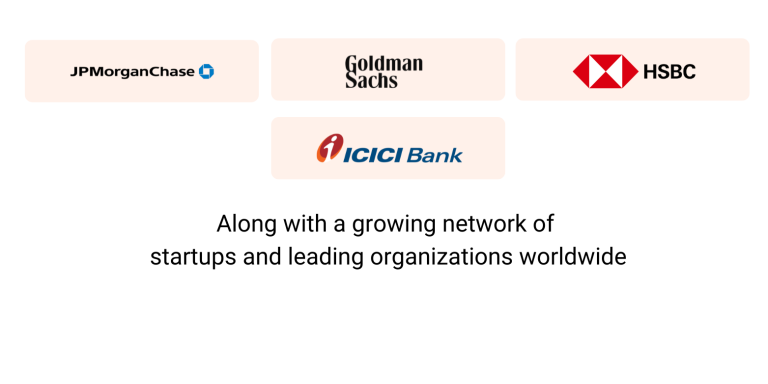 JPMorganChase
Goldman
Sachs
HSBC
ICICI Bank
Along with a growing network of
startups and leading organizations worldwide